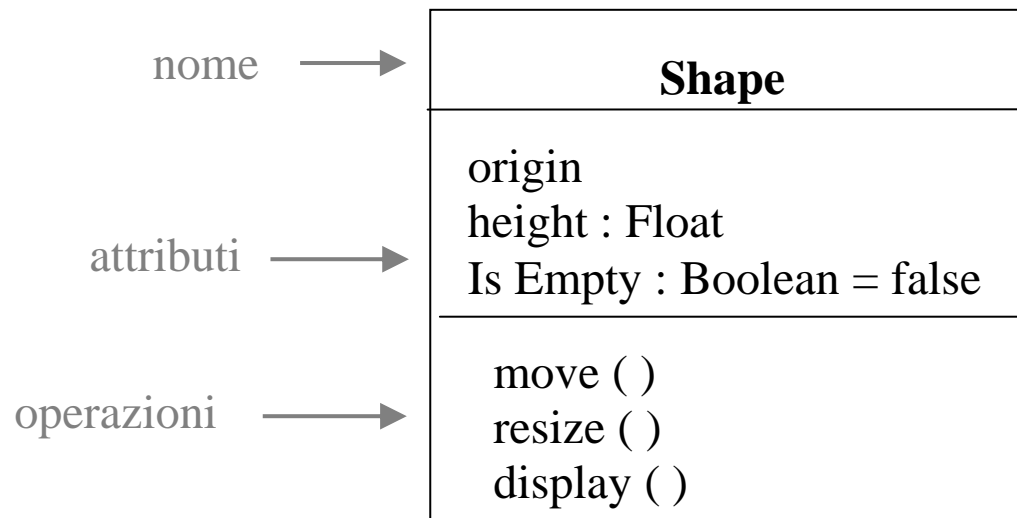 nome
Shape
origin
height : Float
attributi
Is Empty : Boolean = false
move ( )
operazioni
resize ( )
display ( )